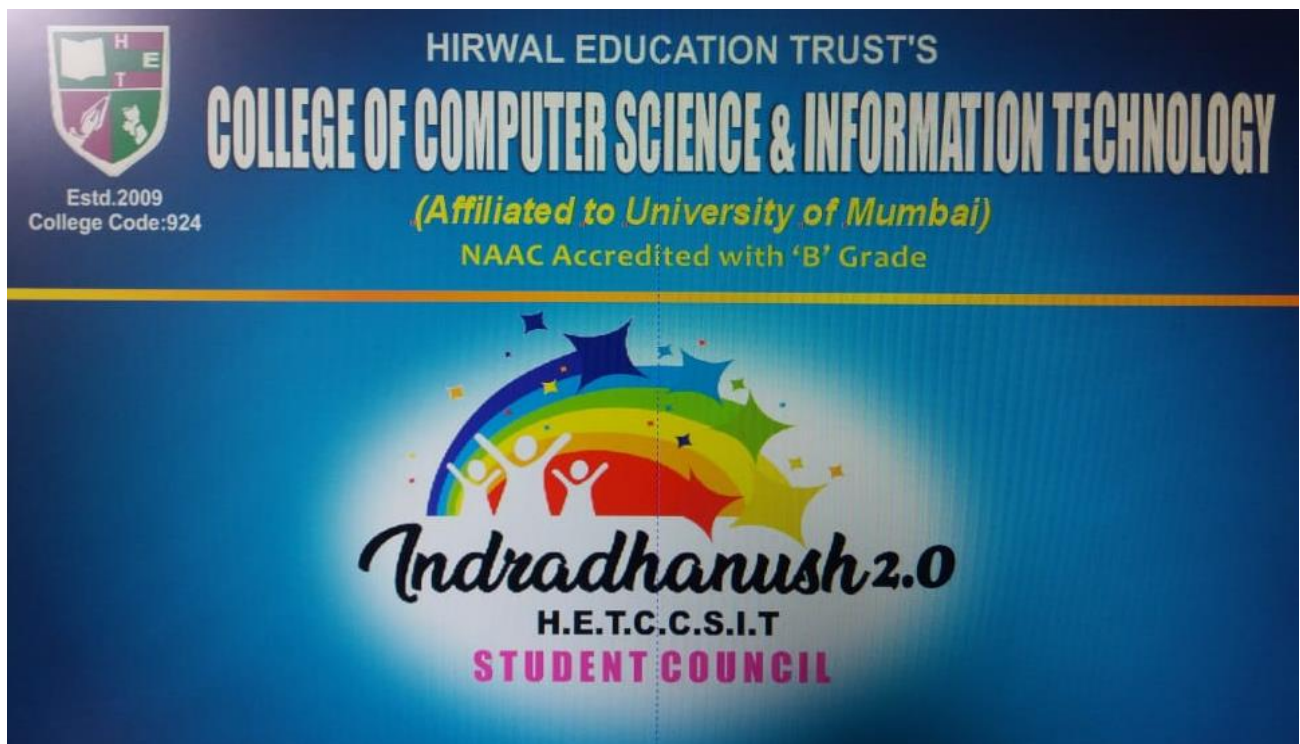 H
E
T
HIRWAL EDUCATION TRUST'S
COLLEGE OF COMPUTER SCIENCE & INFORMATION TECHNOLOGY
Estd.2009
College Code:924
(Affiliated to University of Mumbai)
NAAC Accredited with ‘B’ Grade
Indradhanush 2.0
H.E.T.C.C.S.I.T
STUDENT COUNCIL